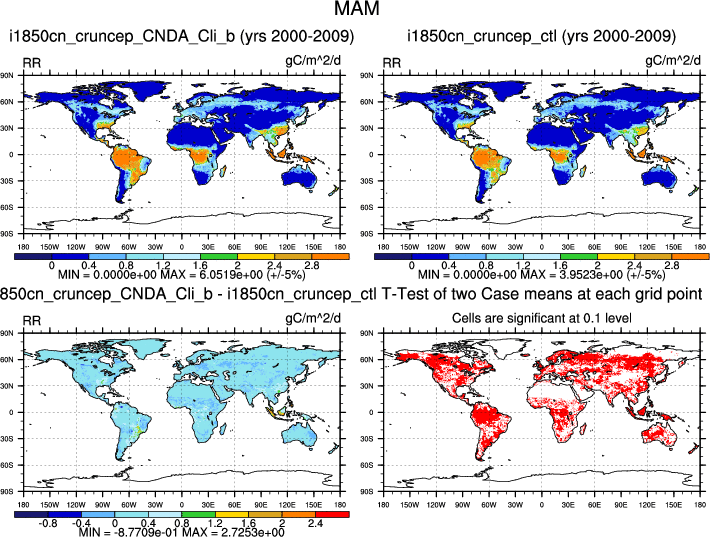 MAM
i1850cn_cruncep_CNDA_Cli_b (yrs 2000-2009)
RR gC/m^2/d
90N
60N
30N
0
30S
60S
90S
180 150W 120W 90W 60W 30W 0 30E 60E 90E 120E 150E 180
0 0.4 0.8 1.2 1.6 2 2.4 2.8
MIN = 0.0000e+00 MAX = 6.0519e+00 (+/-5%)
i1850cn_cruncep_ctl (yrs 2000-2009)
RR gC/m^2/d
90N
60N
30N
0
30S
60S
90S
180 150W 120W 90W 60W 30W 0 30E 60E 90E 120E 150E 180
0 0.4 0.8 1.2 1.6 2 2.4 2.8
MIN = 0.0000e+00 MAX = 3.9523e+00 (+/-5%)
850cn_cruncep_CNDA_Cli_b - i1850cn_cruncep_ctl
RR gC/m^2/d
90N
60N
30N
0
30S
60S
90S
180 150W 120W 90W 60W 30W 0 30E 60E 90E 120E 150E 180
-0.8 -0.4 0 0.4 0.8 1.2 1.6 2 2.4
MIN = -8.7709e-01 MAX = 2.7253e+00
T-Test of two Case means at each grid point
Cells are significant at 0.1 level
90N
60N
30N
0
30S
60S
90S
180 150W 120W 90W 60W 30W 0 30E 60E 90E 120E 150E 180